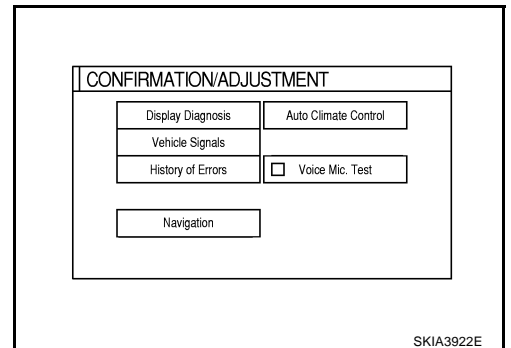 CONFIRMATION/ADJUSTMENT
Display Diagnosis
Auto Climate Control
Vehicle Signals
History of Errors
Voice Mic. Test
Navigation
SKIA3922E